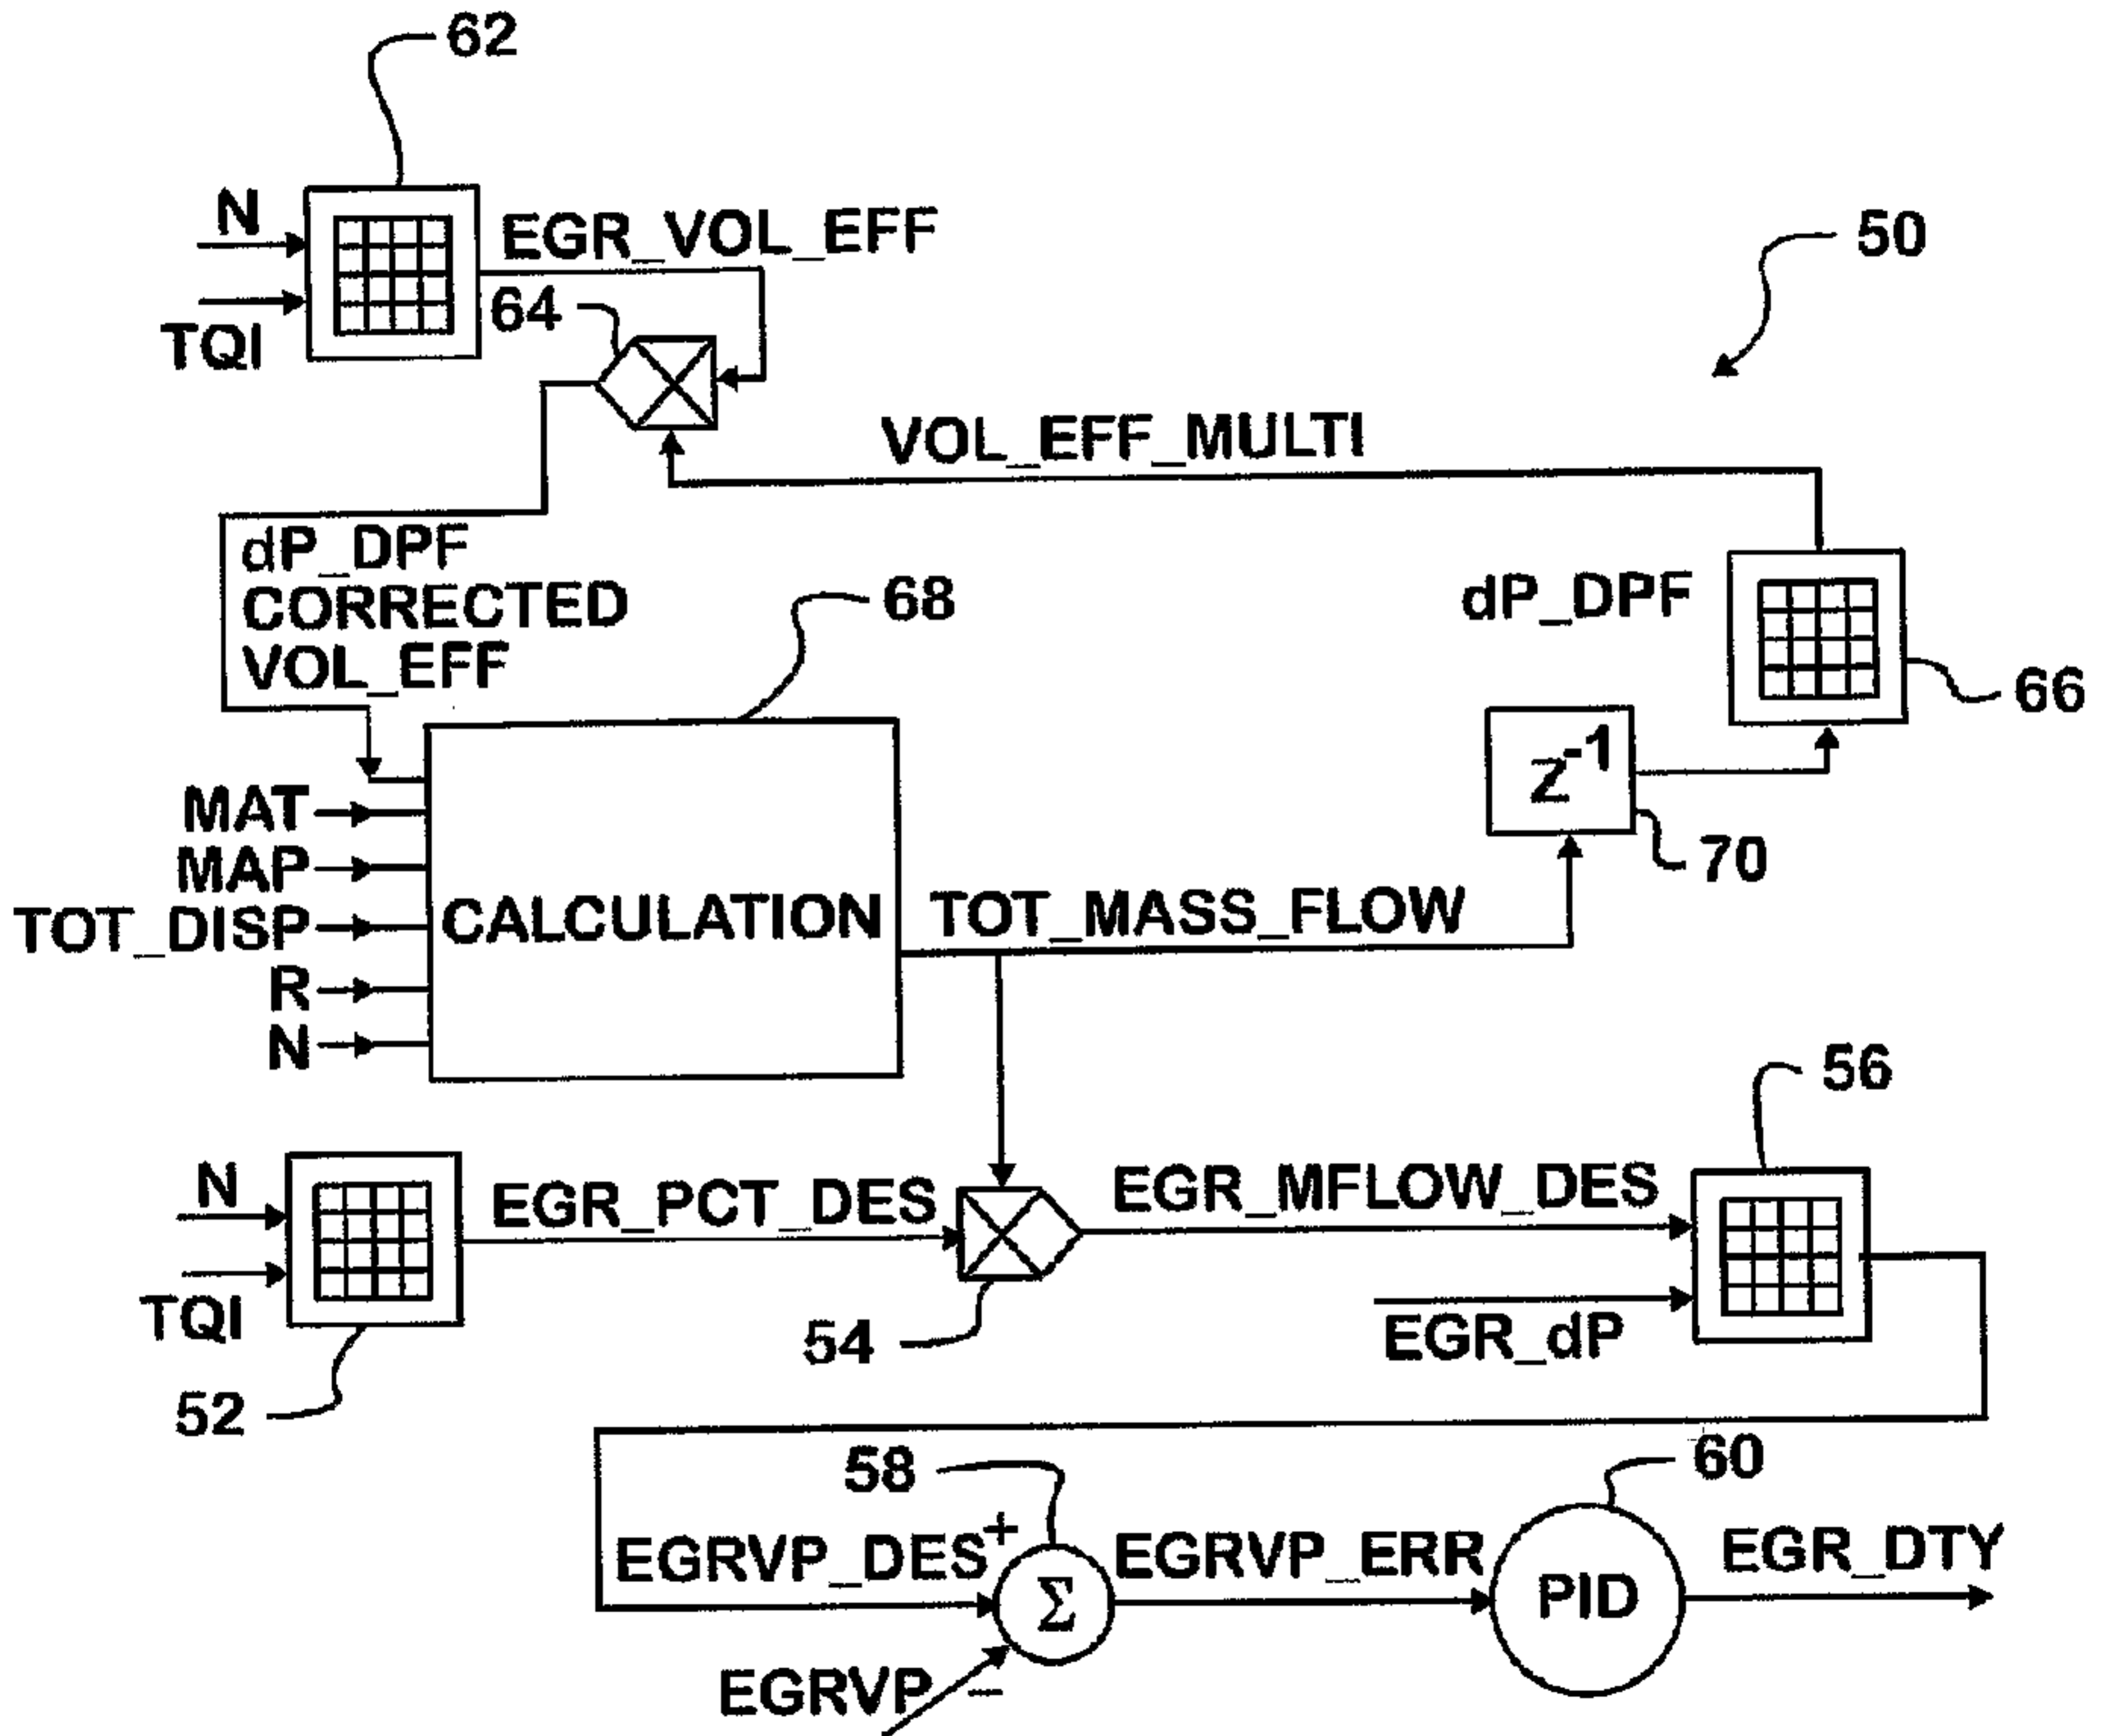 62
N
EGR_VOL_EFF
50
64
TQI
VOL_EFF_MULTI
dP_DPF
CORRECTED
VOL_EFF
68
dP_DPF
66
Z-1
70
MAT
MAP
TOT_DISP
R
N
CALCULATION
TOT_MASS_FLOW
56
N
EGR_PCT_DES
EGR_MFLOW_DES
TQI
54
EGR_dP
52
58
60
EGRVP_DES
+
Σ
EGRVP_ERR
PID
EGR_DTY
EGRVP
−